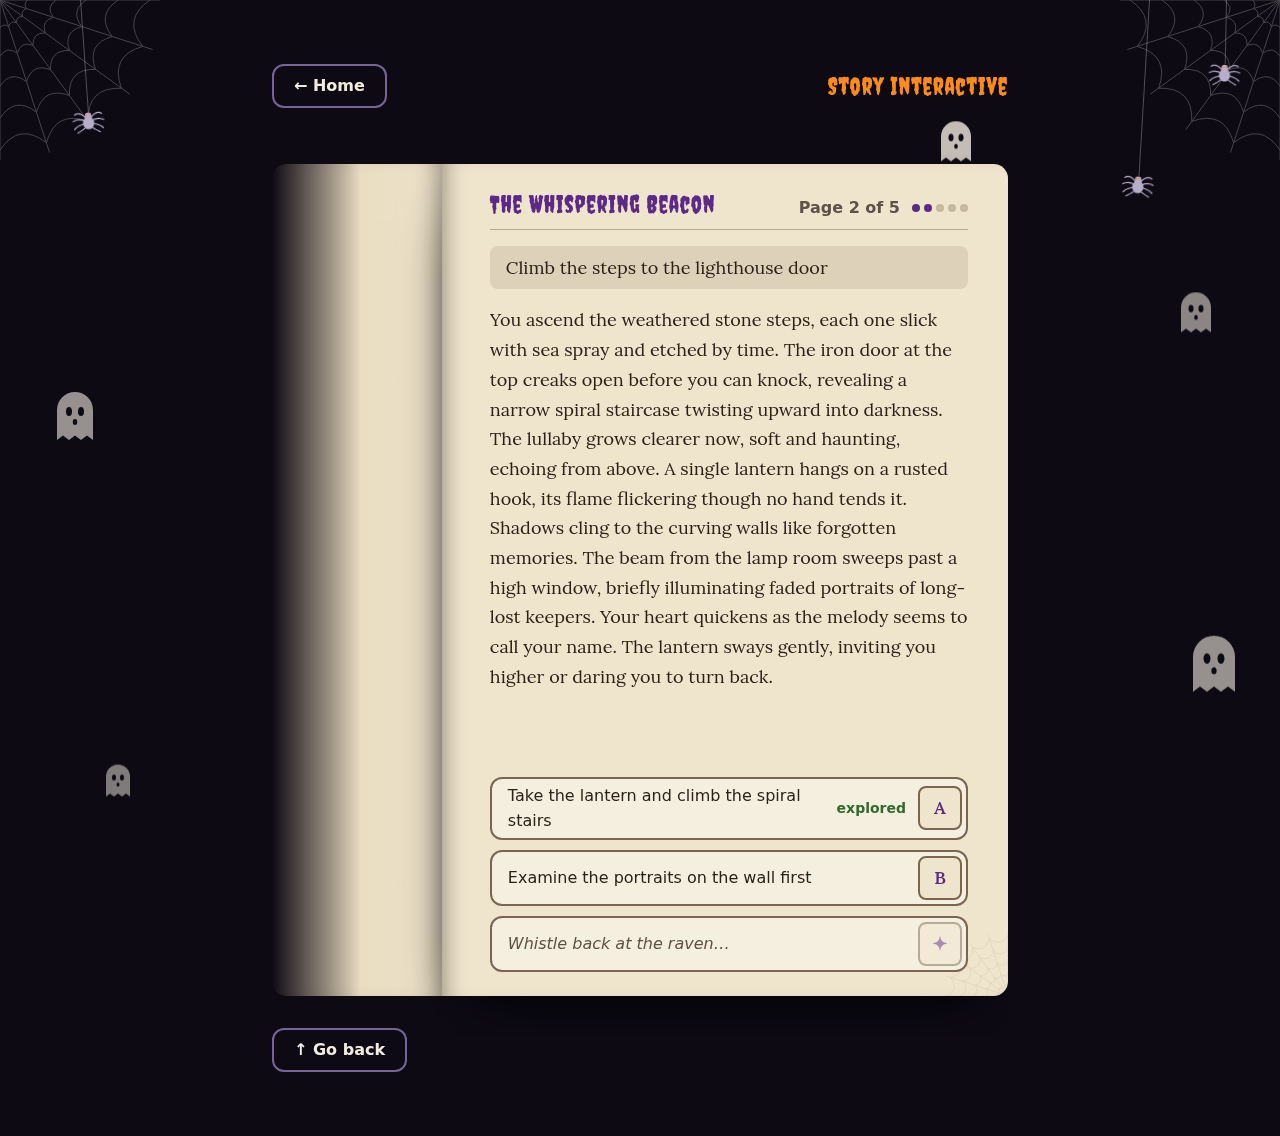 ← Home
STORY INTERACTIVE
THE WHISPERING BEACON
Page 2 of 5
Climb the steps to the lighthouse door
You ascend the weathered stone steps, each one slick
with sea spray and etched by time. The iron door at the
top creaks open before you can knock, revealing a
narrow spiral staircase twisting upward into darkness.
The lullaby grows clearer now, soft and haunting,
echoing from above. A single lantern hangs on a rusted
hook, its flame flickering though no hand tends it.
Shadows cling to the curving walls like forgotten
memories. The beam from the lamp room sweeps past a
high window, briefly illuminating faded portraits of long-
lost keepers. Your heart quickens as the melody seems to
call your name. The lantern sways gently, inviting you
higher or daring you to turn back.
Take the lantern and climb the spiral
stairs
explored
A
Examine the portraits on the wall first
B
Whistle back at the raven…
↑ Go back